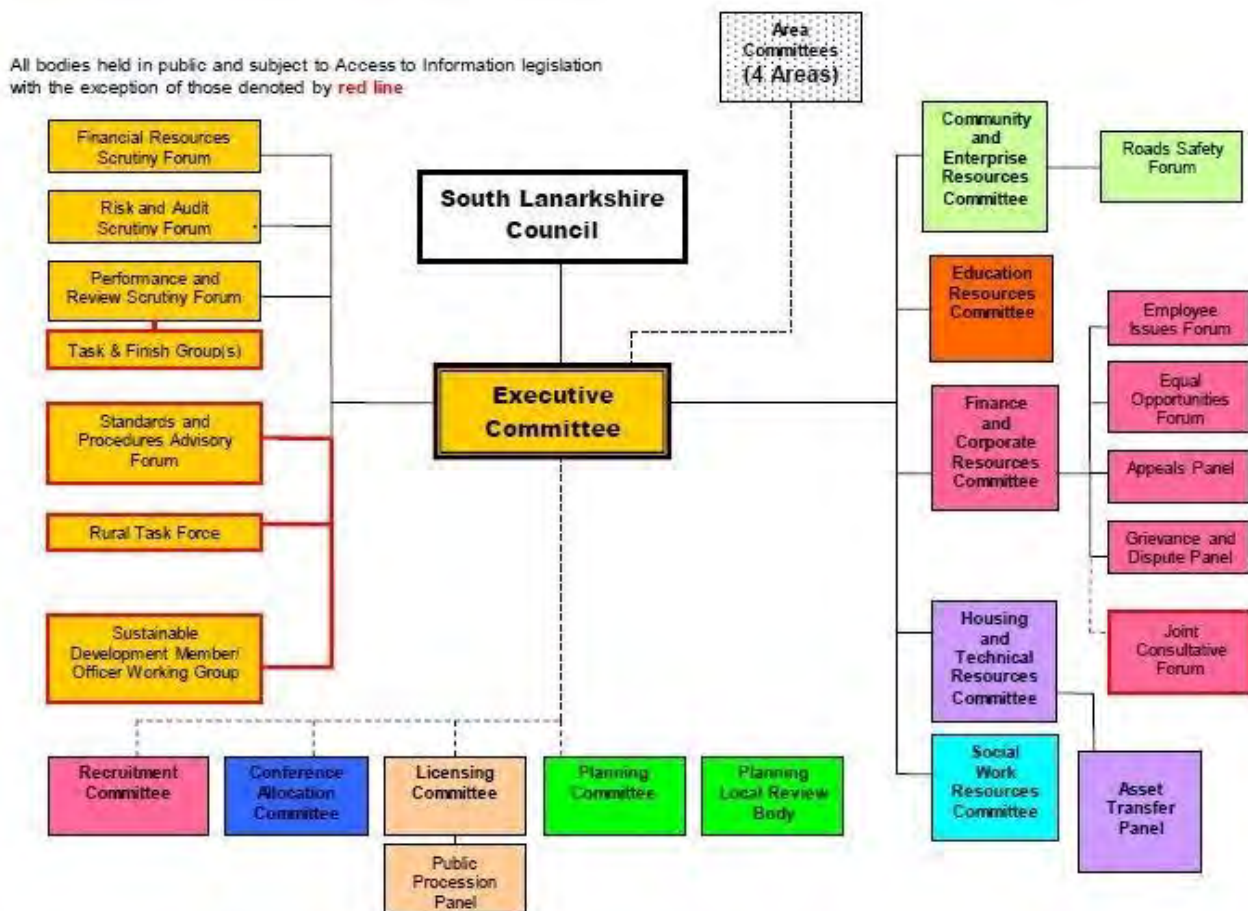 All bodies held in public and subject to Access to Information legislation
with the exception of those denoted by red line
Area
Committees
(4 Areas)
Financial Resources
Scrutiny Forum
Risk and Audit
Scrutiny Forum
Performance and
Review Scrutiny Forum
Task & Finish Group(s)
Standards and
Procedures Advisory
Forum
Rural Task Force
Sustainable
Development Member/
Officer Working Group
South Lanarkshire
Council
Executive
Committee
Community
and
Enterprise
Resources
Committee
Roads Safety
Forum
Education
Resources
Committee
Finance
and
Corporate
Resources
Committee
Employee
Issues Forum
Equal
Opportunities
Forum
Appeals Panel
Grievance and
Dispute Panel
Joint
Consultative
Forum
Housing
and
Technical
Resources
Committee
Social
Work
Resources
Committee
Asset
Transfer
Panel
Recruitment
Committee
Conference
Allocation
Committee
Licensing
Committee
Planning
Committee
Planning
Local Review
Body
Public
Procession
Panel